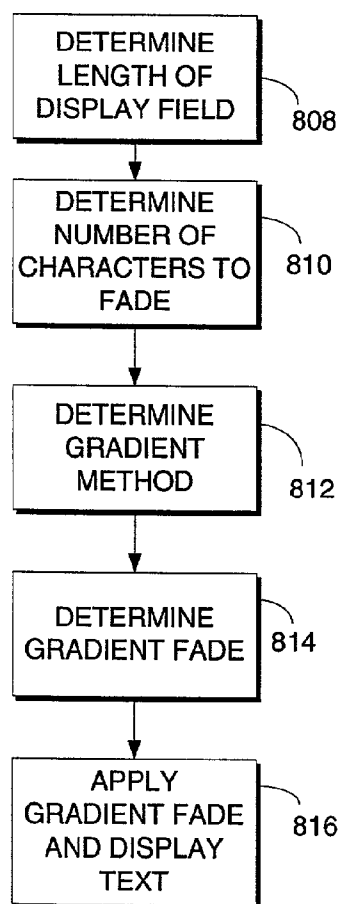 DETERMINE
LENGTH OF
DISPLAY FIELD
808
DETERMINE
NUMBER OF
CHARACTERS TO
FADE
810
DETERMINE
GRADIENT
METHOD
812
DETERMINE
GRADIENT FADE
814
APPLY
GRADIENT FADE
AND DISPLAY
TEXT
816